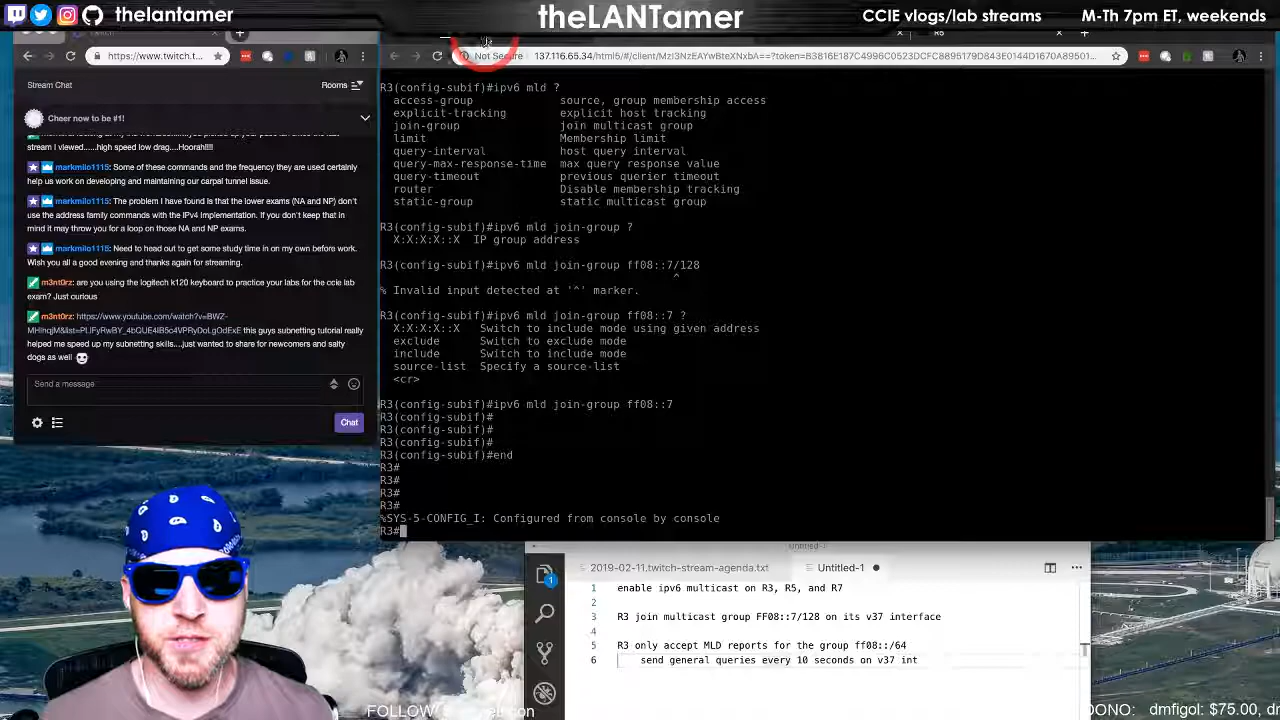 thelantamer
theLANTamer
CCIE vlogs/lab streams
M-Th 7pm ET, weekends
https://www.twitch.t...
Not Secure
Stream Chat
Rooms
Cheer now to be #1!
stream I viewed.......high speed low drag....Hoorah!!!!
markmilo1115: Some of these commands and the frequency they are used certainly
help us work on developing and maintaining our carpal tunnel issue.
markmilo1115: The problem I have found is that the lower exams (NA and NP) don't
use the address family commands with the IPV4 Implementation. If you don't keep that in
mind it may throw you for a loop on those NA and NP exams.
markmilo1115: Need to head out to get some study time in on my own before work.
Wish you all a good evening and thanks again for streaming.
m3nt0rz: are you using the logitech k120 keyboard to practice your labs for the ccie lab
exam? Just curious
this guys subnetting tutorial really
helped me speed up my subnetting skills....just wanted to share for newcomers and salty
dogs as well
Send a message
Chat
R3(config-subif)#ipv6 mld ?
access-group source, group membership access
explicit-tracking explicit host tracking
join-group join multicast group
limit Membership limit
query-interval host query interval
query-max-response-time max query response value
query-timeout previous querier timeout
router Disable membership tracking
static-group static multicast group
R3(config-subif)#ipv6 mld join-group ?
X:X:X:X::X IP group address
R3(config-subif)#ipv6 mld join-group ff08::7/128
^
% Invalid input detected at '^' marker.
R3(config-subif)#ipv6 mld join-group ff08::7 ?
X:X:X:X::X Switch to include mode using given address
exclude Switch to exclude mode
include Switch to include mode
source-list Specify a source-list
<cr>
R3(config-subif)#ipv6 mld join-group ff08::7
R3(config-subif)#
R3(config-subif)#
R3(config-subif)#
R3(config-subif)#end
R3#
R3#
R3#
R3#
%SYS-5-CONFIG_I: Configured from console by console
R3#
Untitled-1
2019-02-11.twitch-stream-agenda.txt
Untitled-1
1 enable ipv6 multicast on R3, R5, and R7
2
3 R3 join multicast group FF08::7/128 on its v37 interface
4
5 R3 only accept MLD reports for the group ff08::/64
6 send general queries every 10 seconds on v37 int
1
FOLLOW
DONO: dmfigol: $75.00,